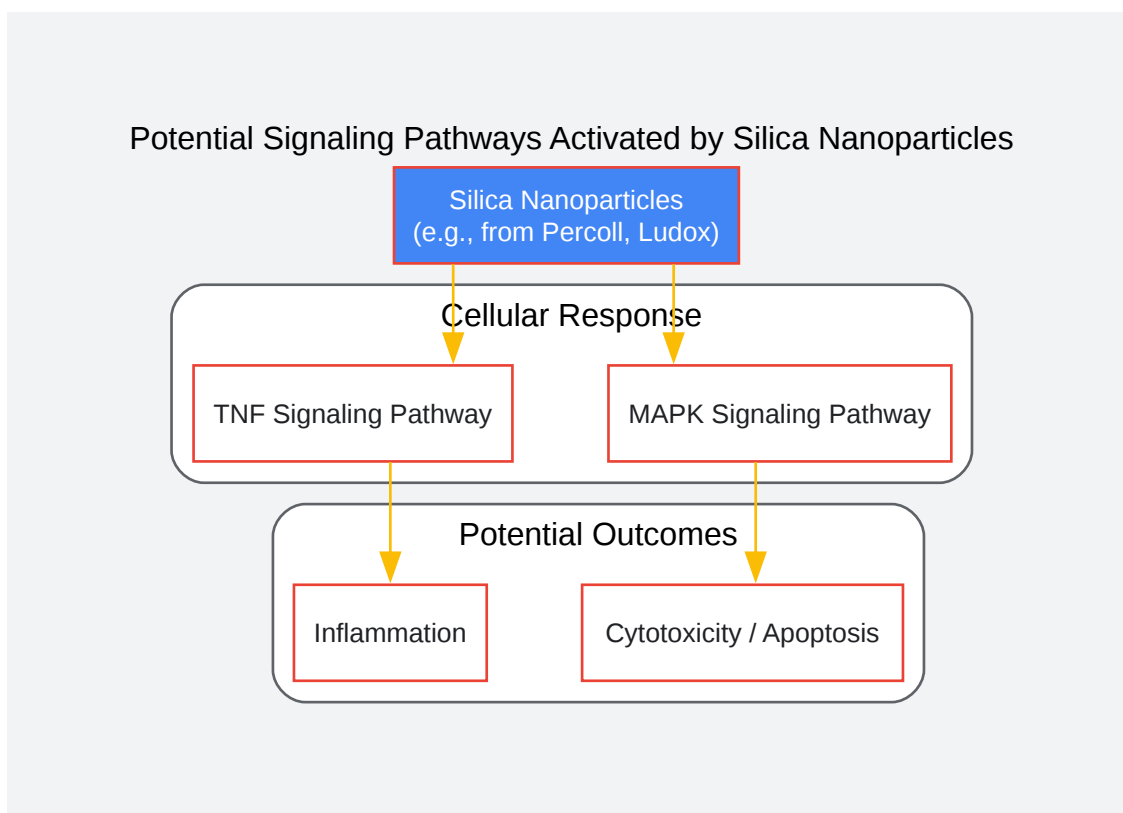 Potential Signaling Pathways Activated by Silica Nanoparticles
Silica Nanoparticles
(e.g., from Percoll, Ludox)
Cellular Response
TNF Signaling Pathway
MAPK Signaling Pathway
Potential Outcomes
Inflammation
Cytotoxicity / Apoptosis